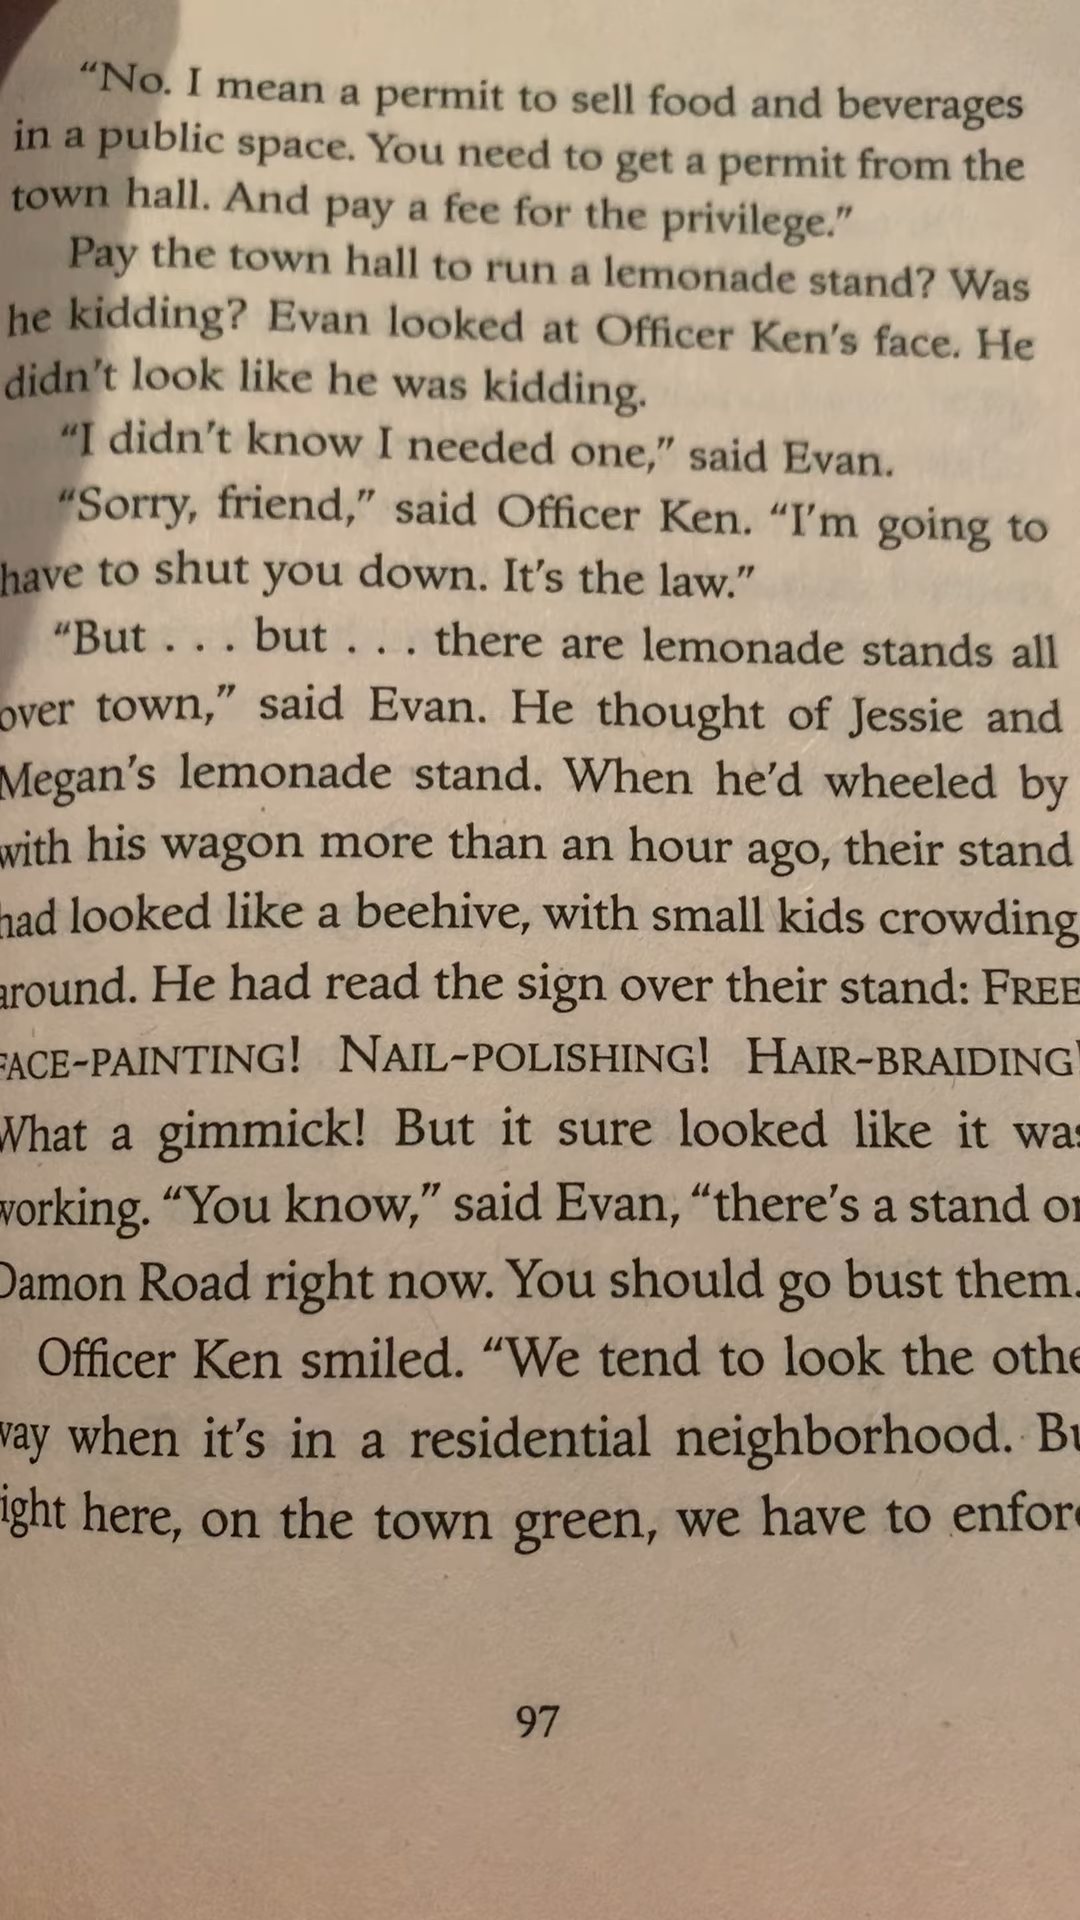 “No. I mean a permit to sell food and beverages
in a public space. You need to get a permit from the
town hall. And pay a fee for the privilege.”
Pay the town hall to run a lemonade stand? Was
he kidding? Evan looked at Officer Ken’s face. He
didn’t look like he was kidding.
“I didn’t know I needed one,” said Evan.
“Sorry, friend,” said Officer Ken. “I’m going to
have to shut you down. It’s the law.”
“But . . . but . . . there are lemonade stands all
over town,” said Evan. He thought of Jessie and
Megan’s lemonade stand. When he’d wheeled by
with his wagon more than an hour ago, their stand
had looked like a beehive, with small kids crowding
around. He had read the sign over their stand: FREE
FACE-PAINTING! NAIL-POLISHING! HAIR-BRAIDING!
What a gimmick! But it sure looked like it was
working. “You know,” said Evan, “there’s a stand on
Damon Road right now. You should go bust them.
Officer Ken smiled. “We tend to look the othe
way when it’s in a residential neighborhood. Bu
ight here, on the town green, we have to enforc
97